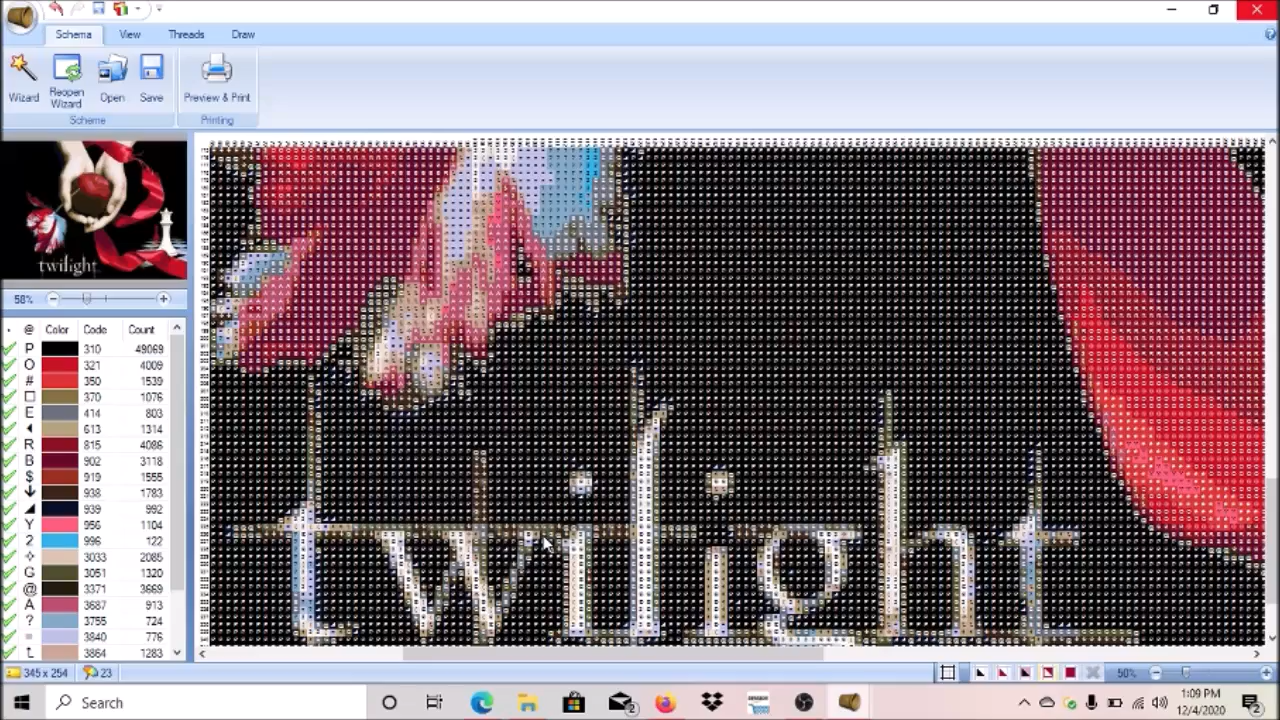 Schema View Threads Draw
Wizard Reopen Wizard Open Save Preview & Print
Scheme Printing
twilight
58%
@ Color Code Count
P 310 49069
O 321 4009
# 350 1539
□ 370 1076
E 414 803
◂ 613 1314
R 815 4086
B 902 3118
$ 919 1555
↓ 938 1783
◢ 939 992
Y 956 1104
2 996 122
✧ 3033 2085
G 3051 1320
@ 3371 3669
A 3687 913
? 3755 724
= 3840 776
L 3864 1283
twilight
345 x 254 23
50%
Search
2
1:09 PM
12/4/2020
2